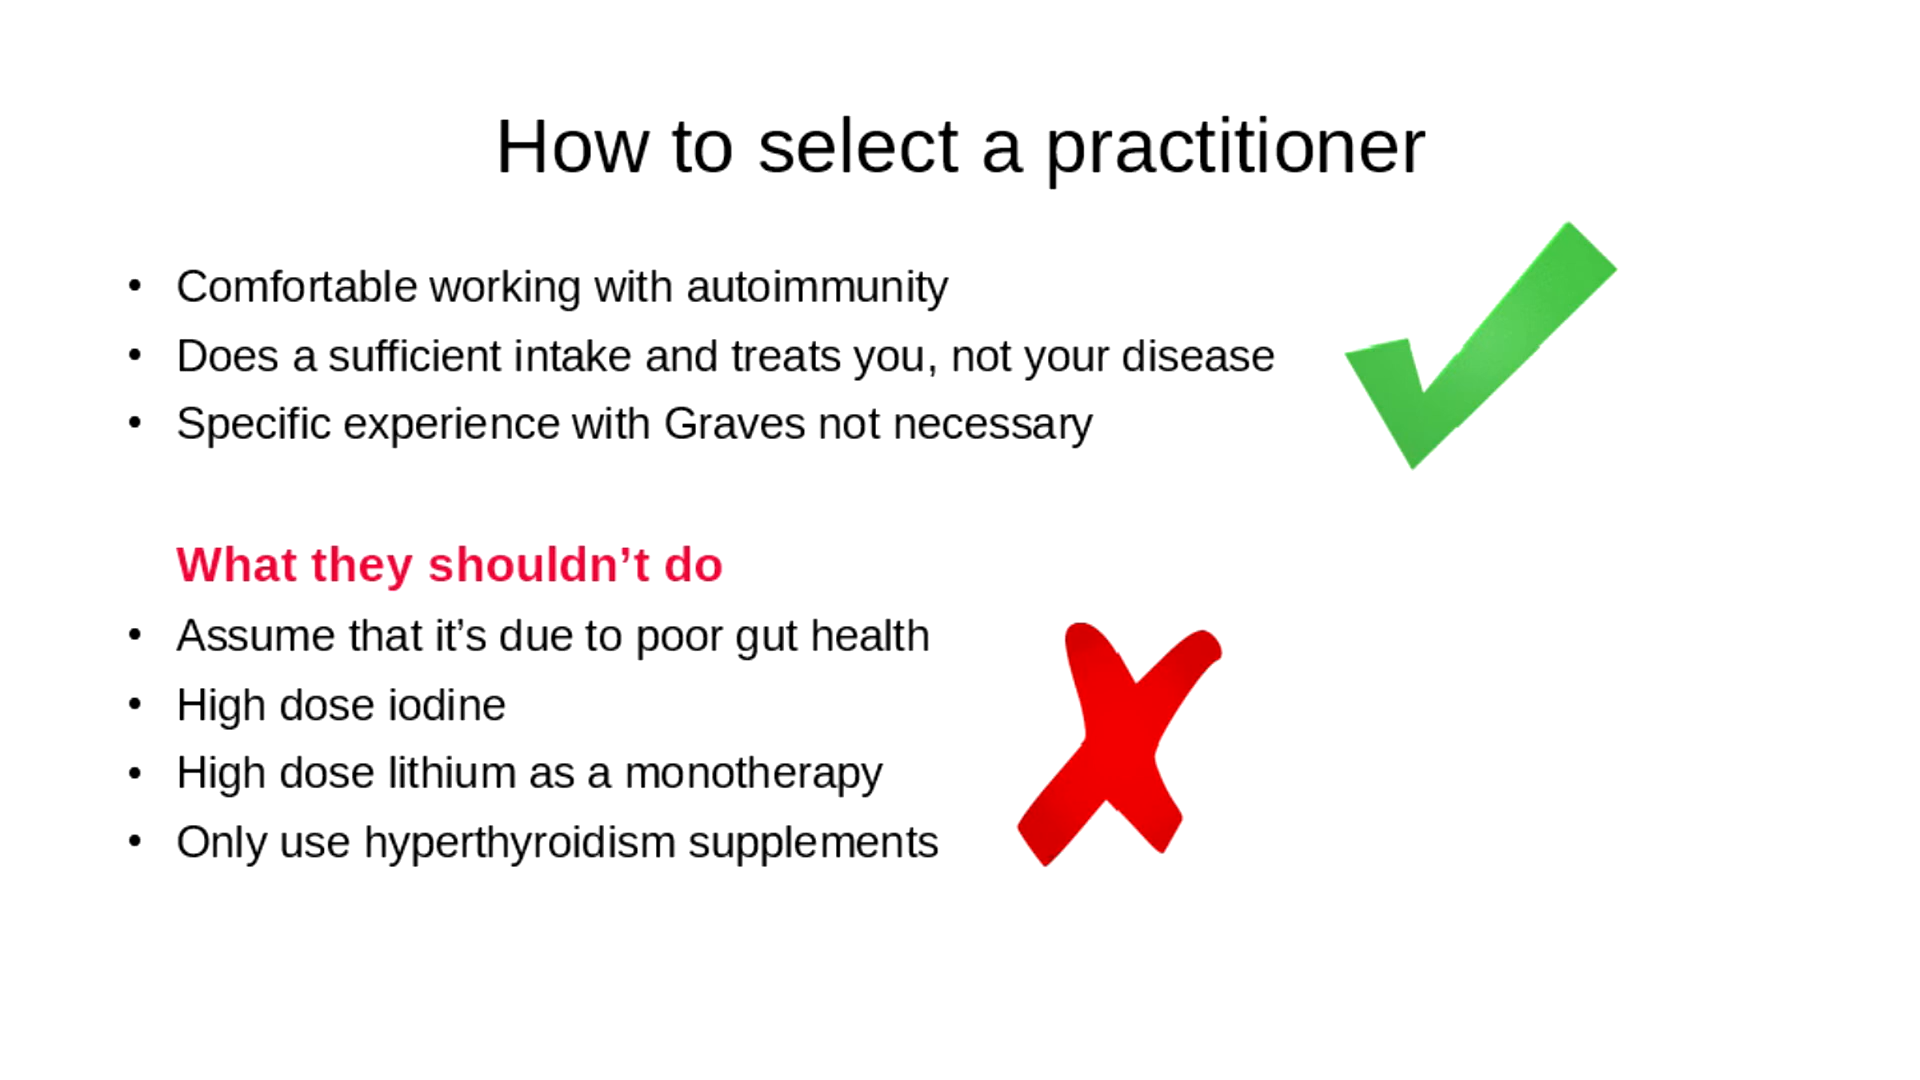 How to select a practitioner
• Comfortable working with autoimmunity
• Does a sufficient intake and treats you, not your disease
• Specific experience with Graves not necessary
What they shouldn’t do
• Assume that it’s due to poor gut health
• High dose iodine
• High dose lithium as a monotherapy
• Only use hyperthyroidism supplements